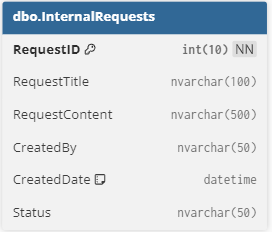 dbo.InternalRequests
RequestID int(10) NN
RequestTitle nvarchar(100)
RequestContent nvarchar(500)
CreatedBy nvarchar(50)
CreatedDate datetime
Status nvarchar(50)